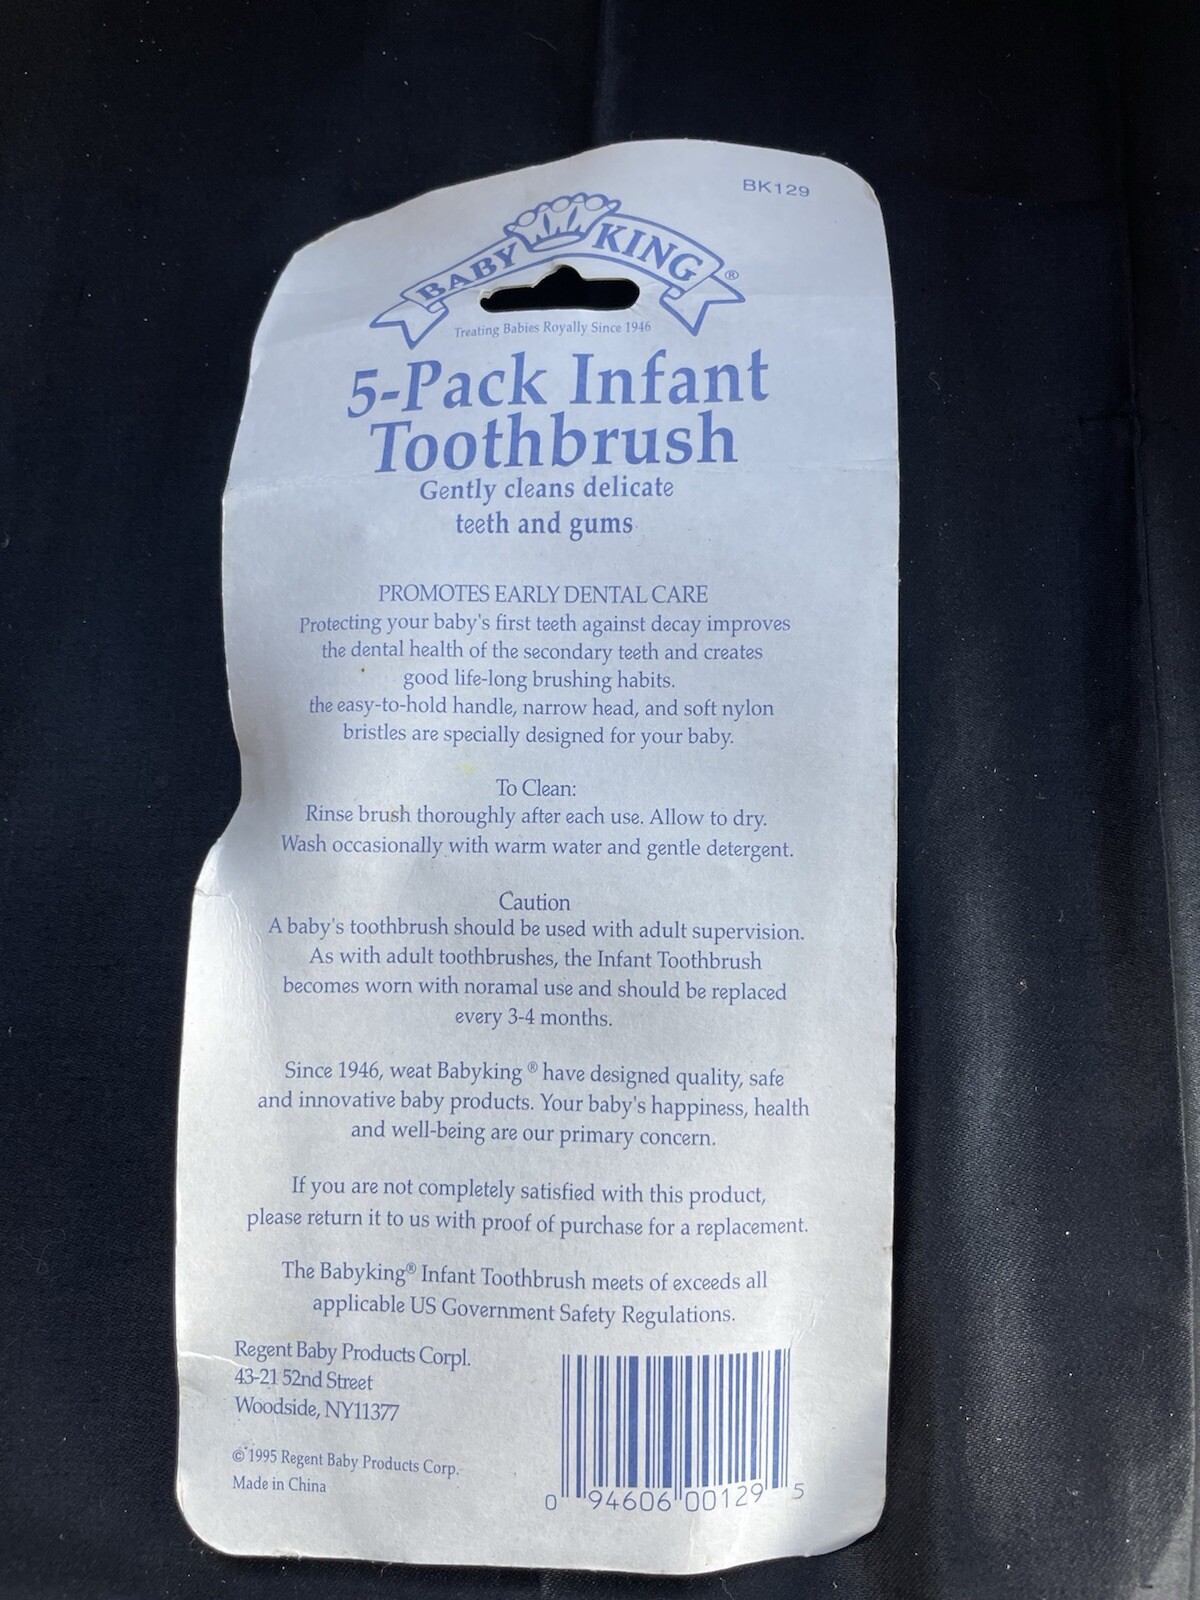 BK129
BABY KING ®
Treating Babies Royally Since 1946
5-Pack Infant
Toothbrush
Gently cleans delicate
teeth and gums
PROMOTES EARLY DENTAL CARE
Protecting your baby's first teeth against decay improves
the dental health of the secondary teeth and creates
good life-long brushing habits.
the easy-to-hold handle, narrow head, and soft nylon
bristles are specially designed for your baby.
To Clean:
Rinse brush thoroughly after each use. Allow to dry.
Wash occasionally with warm water and gentle detergent.
Caution
A baby's toothbrush should be used with adult supervision.
As with adult toothbrushes, the Infant Toothbrush
becomes worn with noramal use and should be replaced
every 3-4 months.
Since 1946, weat Babyking ® have designed quality, safe
and innovative baby products. Your baby's happiness, health
and well-being are our primary concern.
If you are not completely satisfied with this product,
please return it to us with proof of purchase for a replacement.
The Babyking® Infant Toothbrush meets of exceeds all
applicable US Government Safety Regulations.
Regent Baby Products Corpl.
43-21 52nd Street
Woodside, NY11377
© 1995 Regent Baby Products Corp.
Made in China
0 94606 00129 5